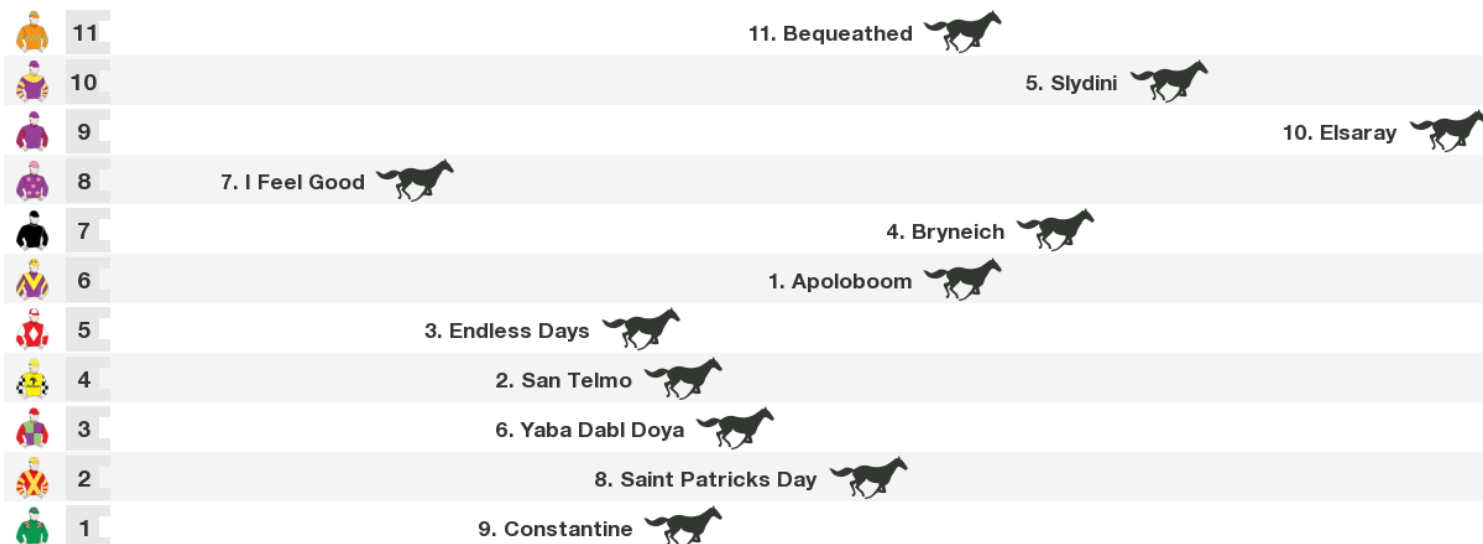 11 11. Bequeathed
10 5. Slydini
9 10. Elsaray
8 7. I Feel Good
7 4. Bryneich
6 1. Apoloboom
5 3. Endless Days
4 2. San Telmo
3 6. Yaba Dabl Doya
2 8. Saint Patricks Day
1 9. Constantine